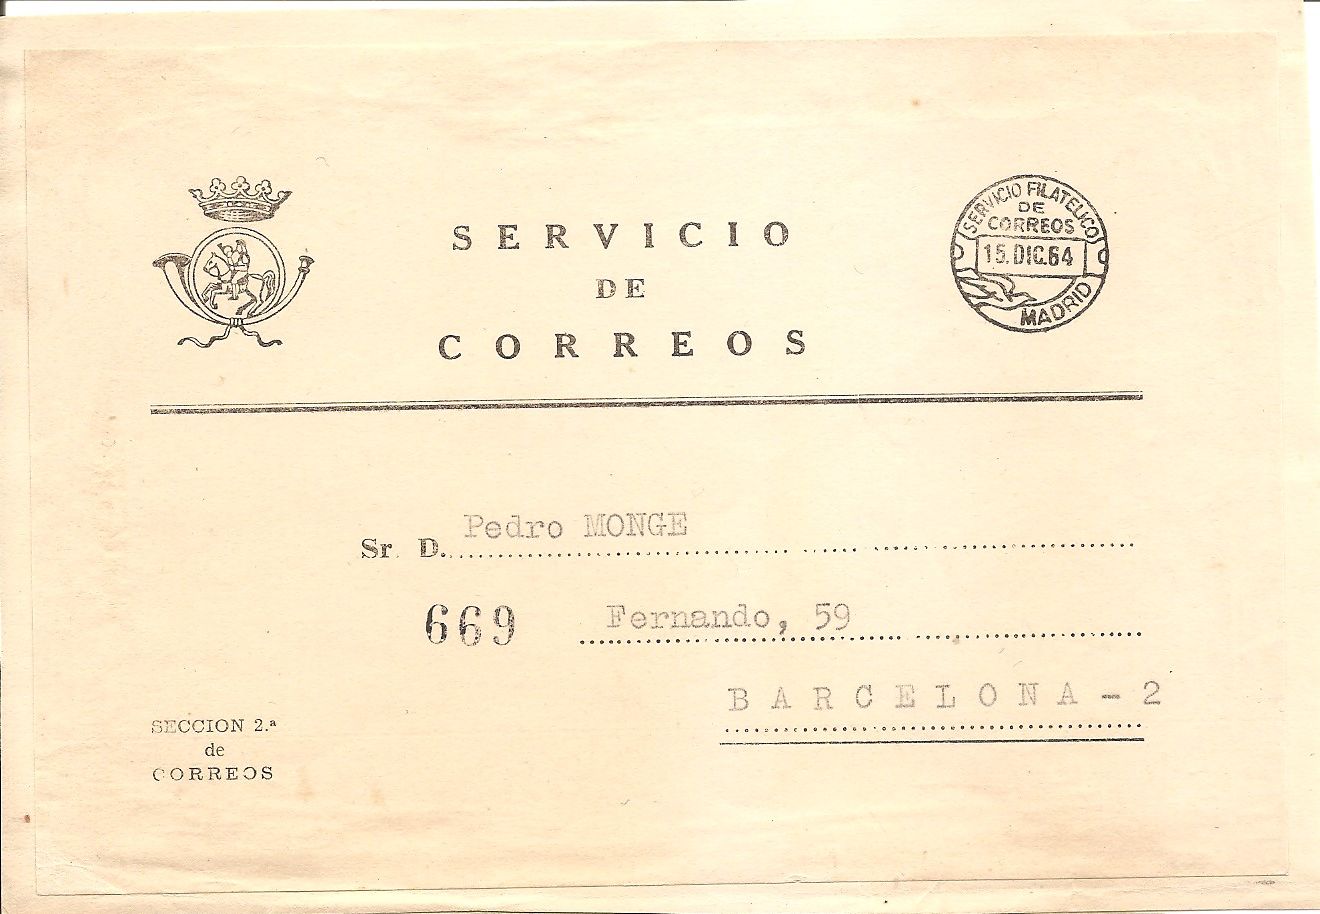 SERVICIO
DE
CORREOS
SERVICIO FILATELICO
DE
CORREOS
15.DIC.64
MADRID
Sr. D. Pedro MONGE
669 Fernando, 59
BARCELONA-2
SECCION 2.ª
de
CORREOS